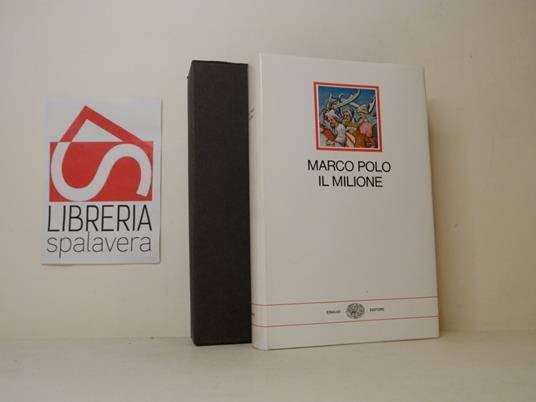 LIBRERIA
spalavera
MARCO POLO
IL MILIONE
EINAUDI EDITORE